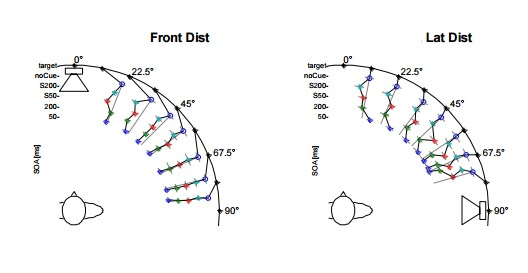 Front Dist
target-
0°
noCue-
S200-
S50-
200-
50-
22.5°
45°
67.5°
90°
SOA[ms]
Lat Dist
target-
0°
noCue-
S200-
S50-
200-
50-
22.5°
45°
67.5°
90°
SOA[ms]